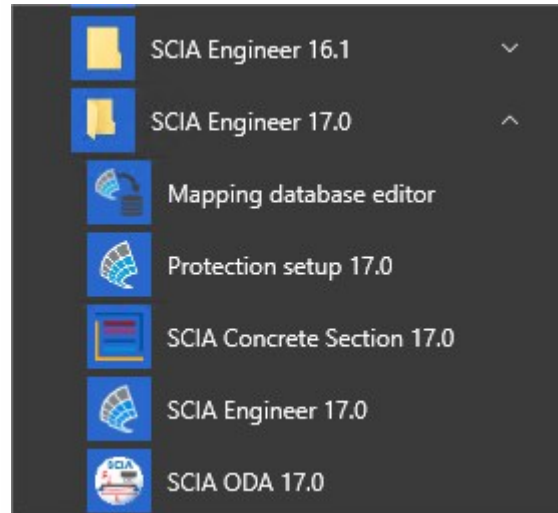 SCIA Engineer 16.1
SCIA Engineer 17.0
Mapping database editor
Protection setup 17.0
SCIA Concrete Section 17.0
SCIA Engineer 17.0
SCIA
SCIA ODA 17.0